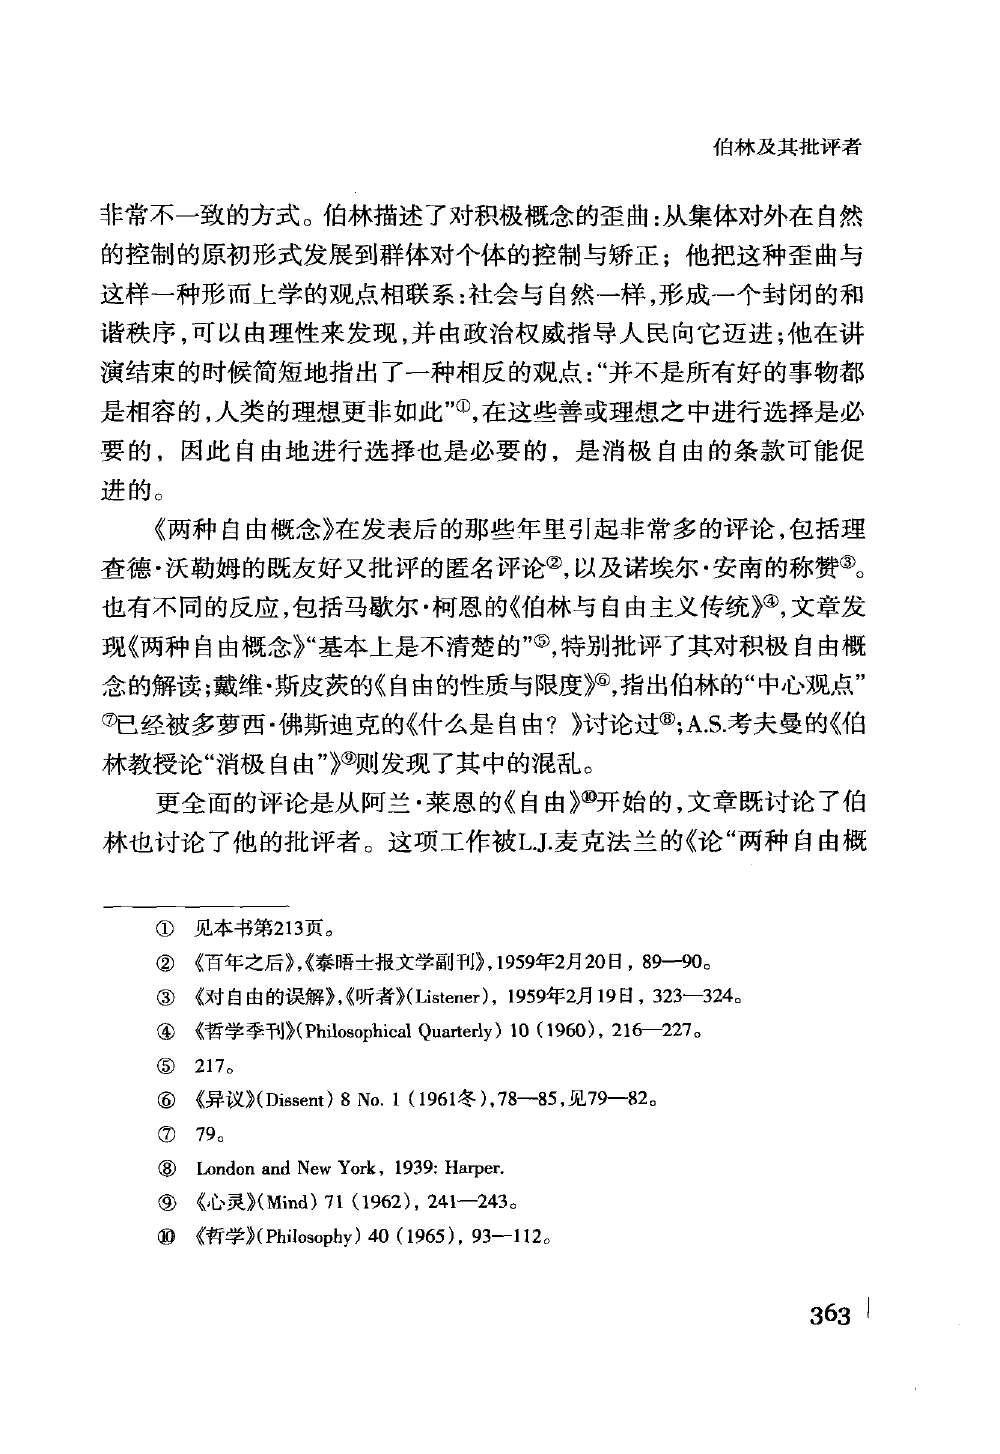 伯林及其批评者
非常不一致的方式。伯林描述了对积极概念的歪曲:从集体对外在自然
的控制的原初形式发展到群体对个体的控制与矫正；他把这种歪曲与
这样一种形而上学的观点相联系:社会与自然一样,形成一个封闭的和
谐秩序,可以由理性来发现,并由政治权威指导人民向它迈进;他在讲
演结束的时候简短地指出了一种相反的观点:“并不是所有好的事物都
是相容的,人类的理想更非如此”①,在这些善或理想之中进行选择是必
要的，因此自由地进行选择也是必要的，是消极自由的条款可能促
进的。
《两种自由概念》在发表后的那些年里引起非常多的评论,包括理
查德·沃勒姆的既友好又批评的匿名评论②,以及诺埃尔·安南的称赞③。
也有不同的反应,包括马歇尔·柯恩的《伯林与自由主义传统》④,文章发
现《两种自由概念》“基本上是不清楚的”⑤,特别批评了其对积极自由概
念的解读;戴维·斯皮茨的《自由的性质与限度》⑥,指出伯林的“中心观点”
⑦已经被多萝西·佛斯迪克的《什么是自由？》讨论过⑧;A.S.考夫曼的《伯
林教授论“消极自由”》⑨则发现了其中的混乱。
更全面的评论是从阿兰·莱恩的《自由》⑩开始的,文章既讨论了伯
林也讨论了他的批评者。这项工作被L.J.麦克法兰的《论“两种自由概
① 见本书第213页。
② 《百年之后》,《泰晤士报文学副刊》,1959年2月20日，89—90。
③ 《对自由的误解》,《听者》(Listener)，1959年2月19日，323—324。
④ 《哲学季刊》(Philosophical Quarterly) 10 (1960)，216—227。
⑤ 217。
⑥ 《异议》(Dissent) 8 No. 1 (1961冬),78—85,见79—82。
⑦ 79。
⑧ London and New York，1939: Harper.
⑨ 《心灵》(Mind) 71 (1962)，241—243。
⑩ 《哲学》(Philosophy) 40 (1965)，93—112。
363